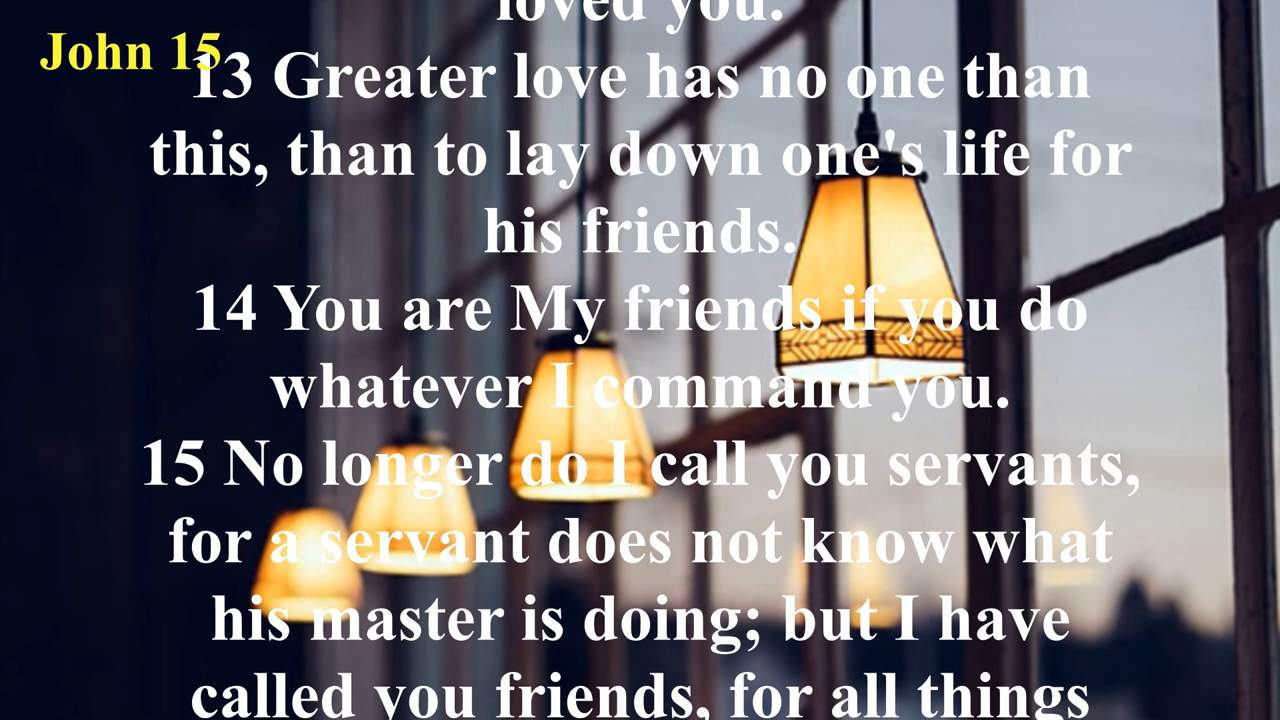 loved you.
John 15
13 Greater love has no one than
this, than to lay down one's life for
his friends.
14 You are My friends if you do
whatever I command you.
15 No longer do I call you servants,
for a servant does not know what
his master is doing; but I have
called you friends, for all things